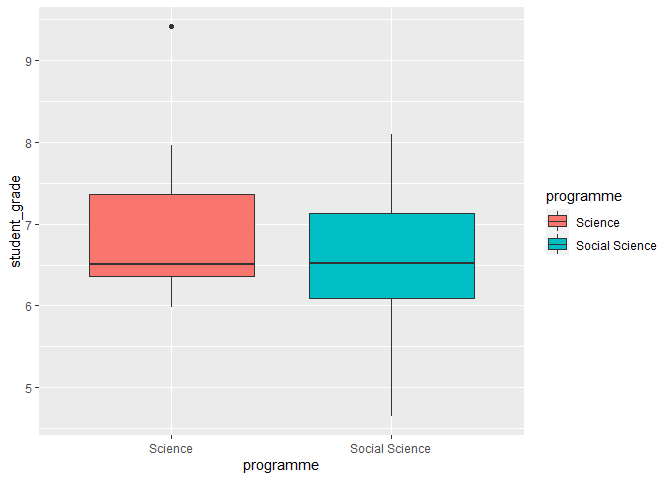 9
8
7
6
5
student_grade
Science
Social Science
programme
programme
Science
Social Science